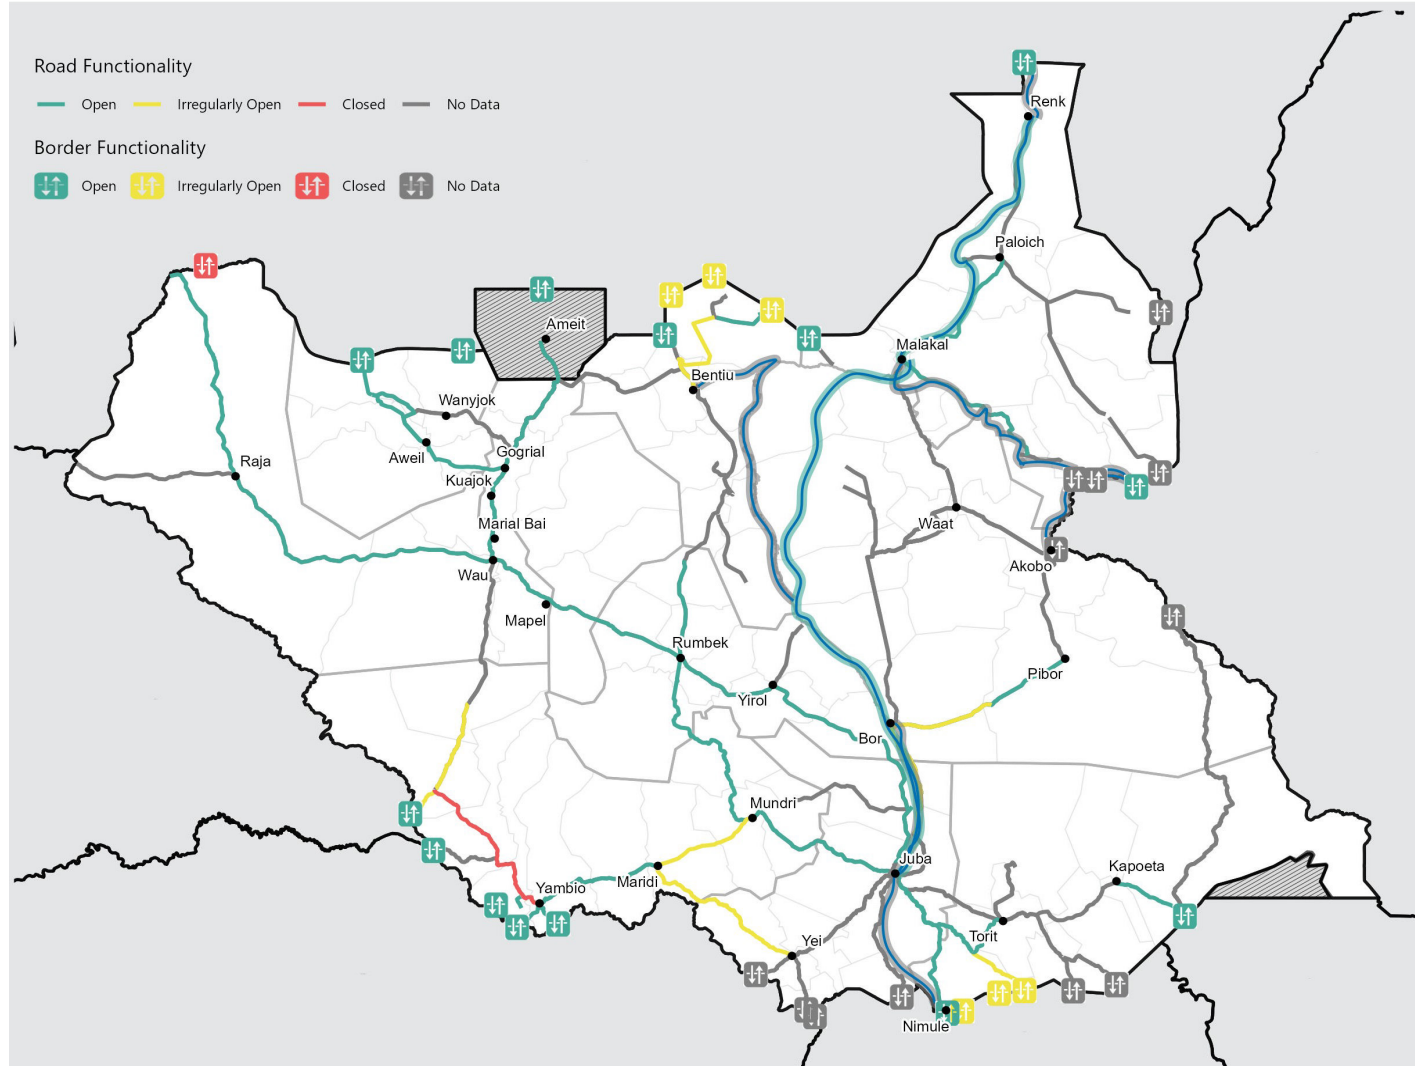 Road Functionality
Open Irregularly Open Closed No Data
Border Functionality
Open Irregularly Open Closed No Data
Renk
Paloich
Ameit
Malakal
Bentiu
Wanyjok
Aweil
Gogrial
Raja
Kuajok
Marial Bai
Waat
Akobo
Wau
Mapel
Rumbek
Pibor
Yirol
Bor
Mundri
Juba
Kapoeta
Maridi
Yambio
Torit
Yei
Nimule